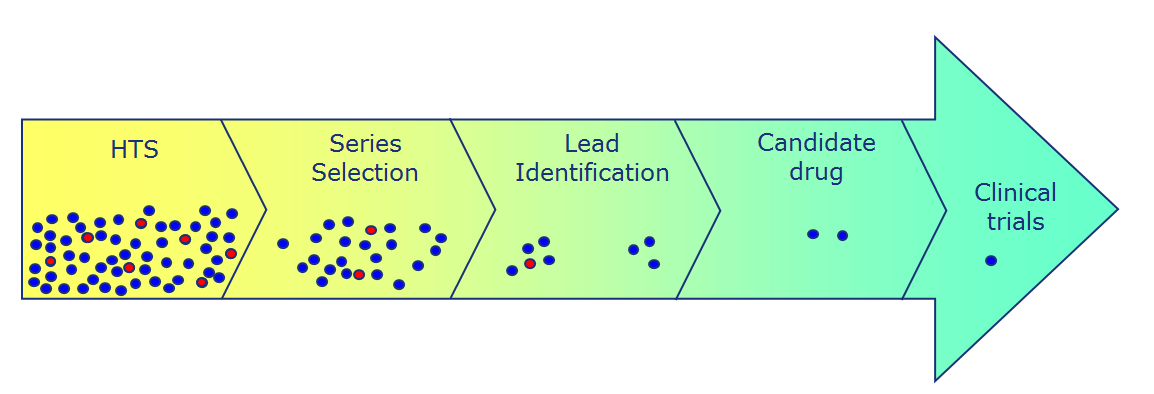 HTS
Series
Selection
Lead
Identification
Candidate
drug
Clinical
trials